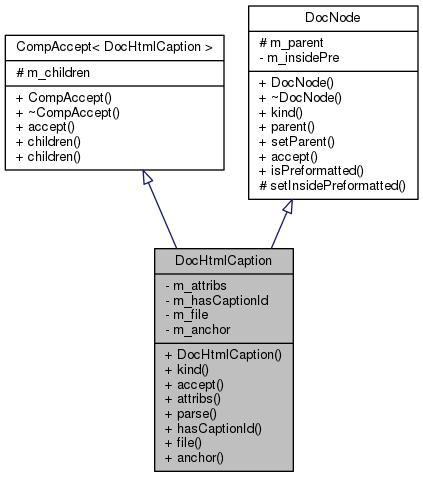 CompAccept< DocHtmlCaption >
# m_children
+ CompAccept()
+ ~CompAccept()
+ accept()
+ children()
+ children()
DocNode
# m_parent
- m_insidePre
+ DocNode()
+ ~DocNode()
+ kind()
+ parent()
+ setParent()
+ accept()
+ isPreformatted()
# setInsidePreformatted()
DocHtmlCaption
- m_attribs
- m_hasCaptionId
- m_file
- m_anchor
+ DocHtmlCaption()
+ kind()
+ accept()
+ attribs()
+ parse()
+ hasCaptionId()
+ file()
+ anchor()